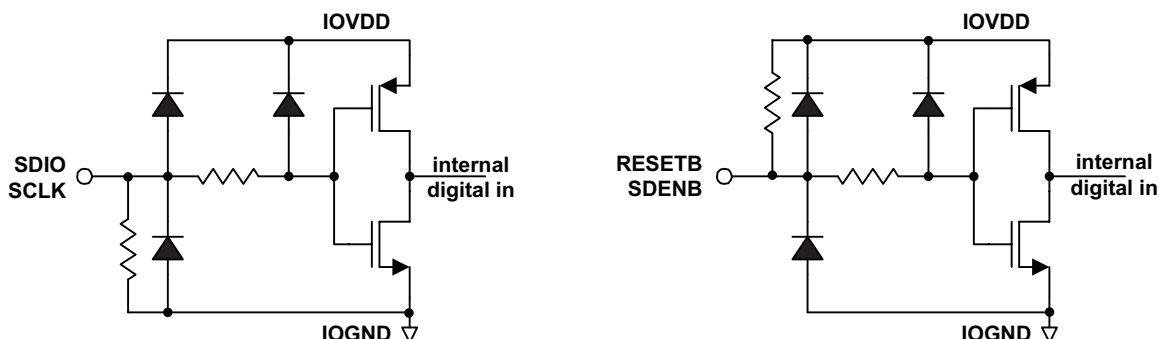 IOVDD
SDIO
SCLK
internal
digital in
IOGND
IOVDD
RESETB
SDENB
internal
digital in
IOGND